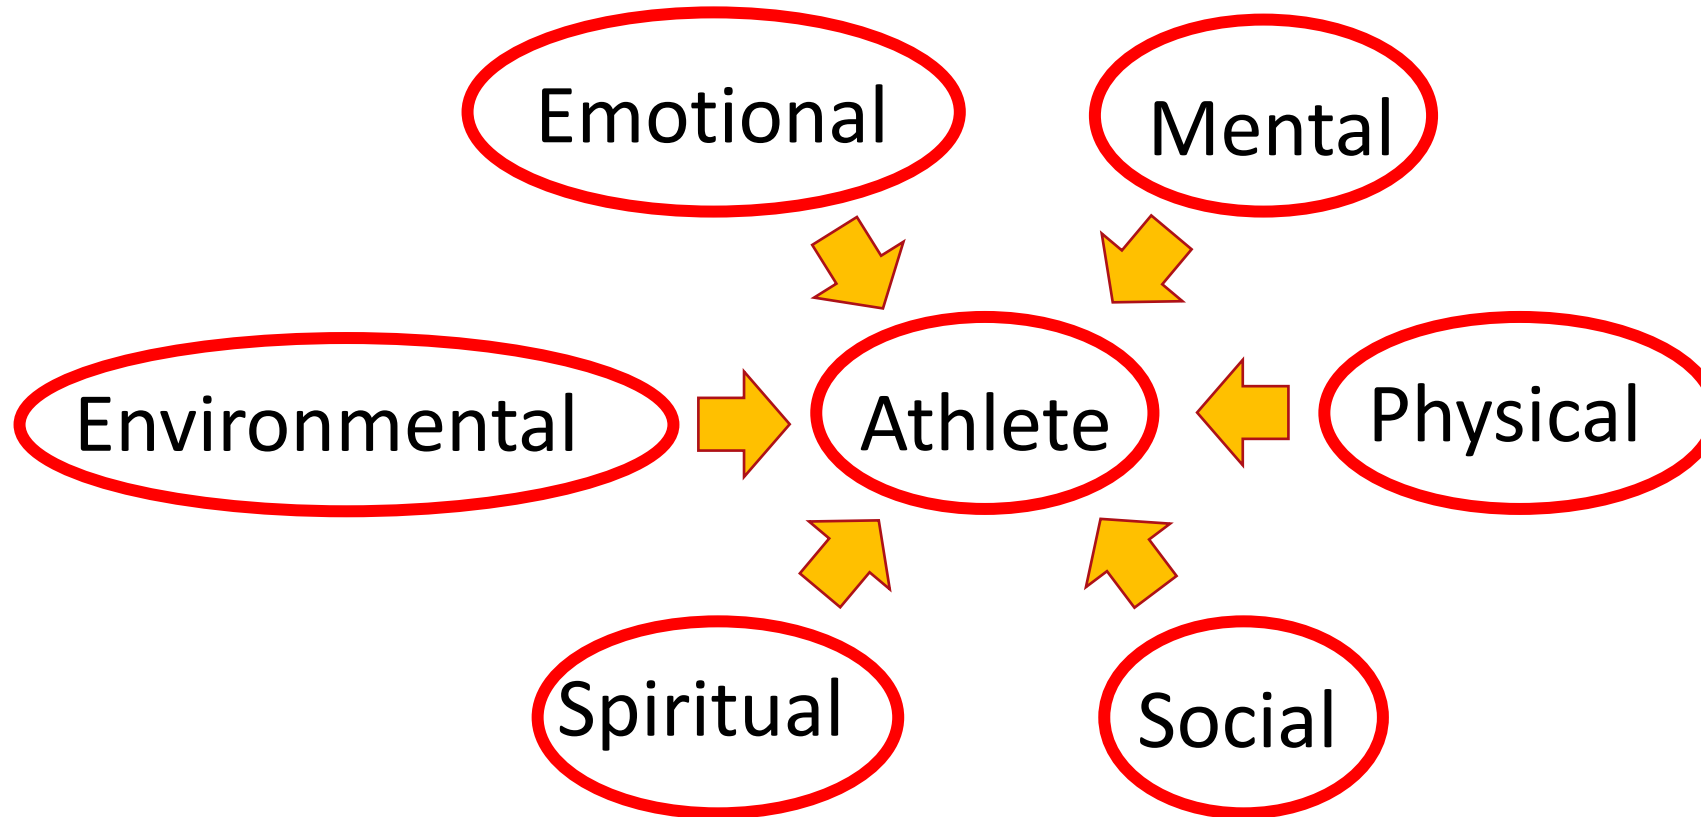 Emotional
Mental
Environmental
Athlete
Physical
Spiritual
Social